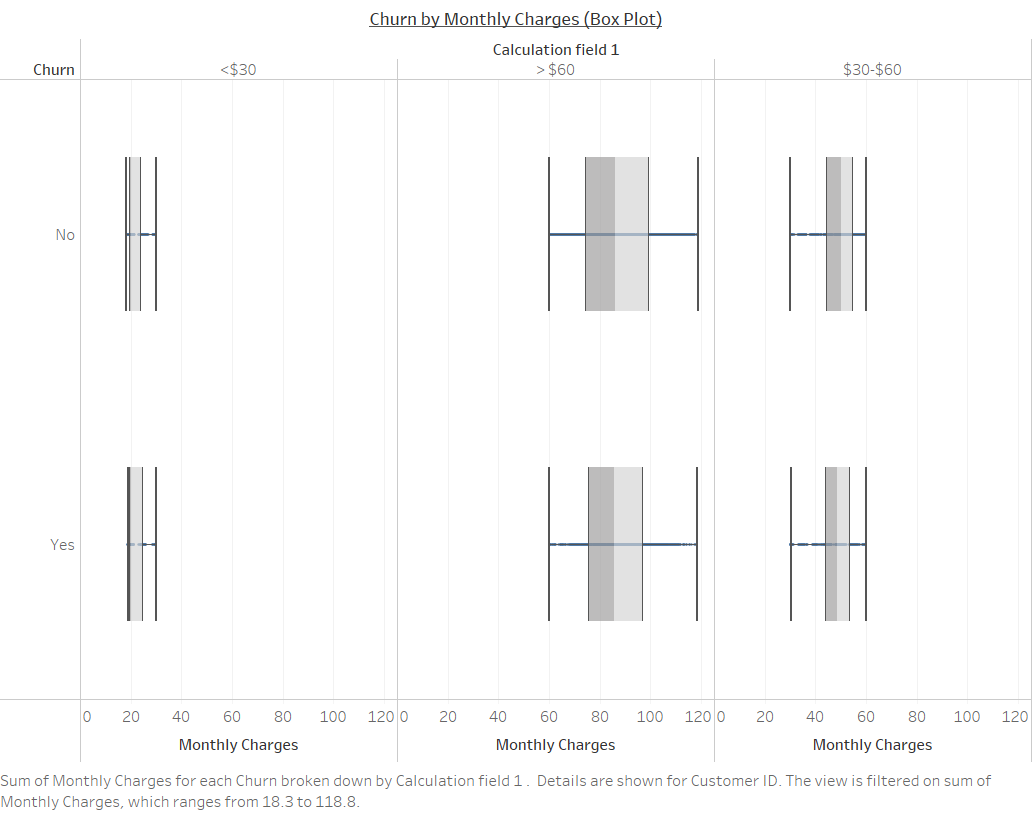 Churn by Monthly Charges (Box Plot)
Calculation field 1
Churn <$30 > $60 $30-$60
No
Yes
0 20 40 60 80 100 120 0 20 40 60 80 100 120 0 20 40 60 80 100 120
Monthly Charges Monthly Charges Monthly Charges
Sum of Monthly Charges for each Churn broken down by Calculation field 1 . Details are shown for Customer ID. The view is filtered on sum of
Monthly Charges, which ranges from 18.3 to 118.8.